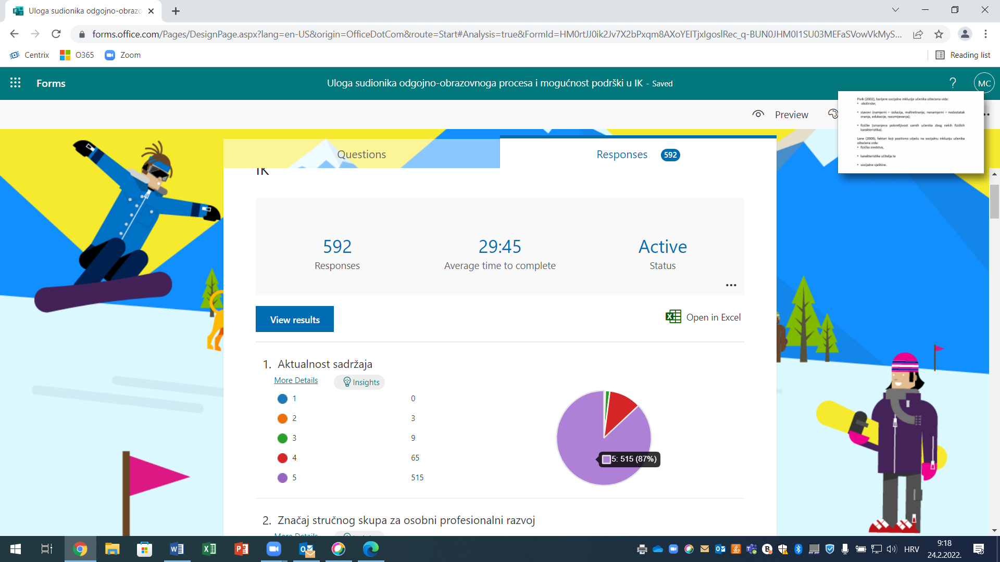 Uloga sudionika odgojno-obrazo
forms.office.com/Pages/DesignPage.aspx?lang=en-US&origin=OfficeDotCom&route=Start#Analysis=true&FormId=HM0rtJJ0ik2Jv7X2bPxqm8AXoYEITjxIgoslRec_q-BUN0JHM0I1SU03MEFaSVowVkMyS...
Centrix O365 Zoom Reading list
Forms
Uloga sudionika odgojno-obrazovnoga procesa i mogućnost podrški u IK - Saved
? MC
Preview
Pivik (2002), barijere socijalne inkluzije učenika oštećena vida:
• okolinske;
• stavovi (namjerni – izolacija, maltretiranje; nenamjerni – nedostatak
znanja, edukacije, razumijevanja);
• fizičke (smanjena pokretljivost samih učenika zbog nekih fizičkih
karakteristika).
Lane (2008), faktori koji pozitivno utječu na socijalnu inkluziju učenika
oštećena vida:
• fizička sredstva,
• karakteristike učitelja te
• socijalne vještine.
Questions
Responses 592
IK
592
Responses
29:45
Average time to complete
Active
Status
View results
Open in Excel
1. Aktualnost sadržaja
More Details
Insights
1 0
2 3
3 9
4 65
5 515
5: 515 (87%)
2. Značaj stručnog skupa za osobni profesionalni razvoj
More Details
HRV
9:18
24.2.2022.